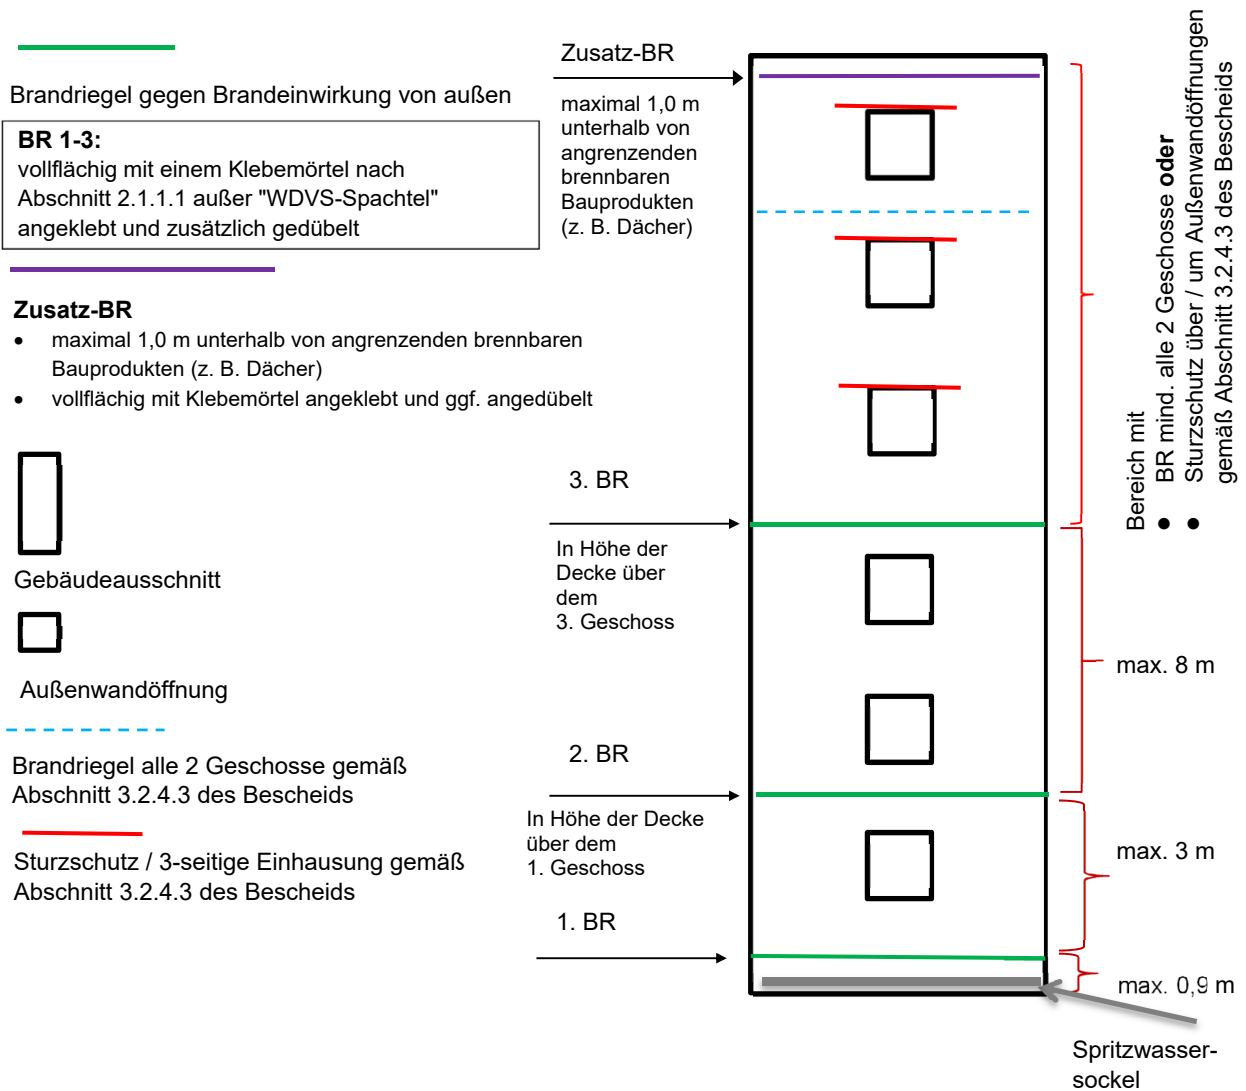 Brandriegel gegen Brandeinwirkung von außen
BR 1-3:
vollflächig mit einem Klebemörtel nach
Abschnitt 2.1.1.1 außer "WDVS-Spachtel"
angeklebt und zusätzlich gedübelt
Zusatz-BR
• maximal 1,0 m unterhalb von angrenzenden brennbaren
Bauprodukten (z. B. Dächer)
• vollflächig mit Klebemörtel angeklebt und ggf. angedübelt
Gebäudeausschnitt
Außenwandöffnung
Brandriegel alle 2 Geschosse gemäß
Abschnitt 3.2.4.3 des Bescheids
Sturzschutz / 3-seitige Einhausung gemäß
Abschnitt 3.2.4.3 des Bescheids
Zusatz-BR
maximal 1,0 m
unterhalb von
angrenzenden
brennbaren
Bauprodukten
(z. B. Dächer)
3. BR
In Höhe der
Decke über
dem
3. Geschoss
2. BR
In Höhe der Decke
über dem
1. Geschoss
1. BR
Bereich mit
• BR mind. alle 2 Geschosse oder
• Sturzschutz über / um Außenwandöffnungen
gemäß Abschnitt 3.2.4.3 des Bescheids
max. 8 m
max. 3 m
max. 0,9 m
Spritzwasser-
sockel